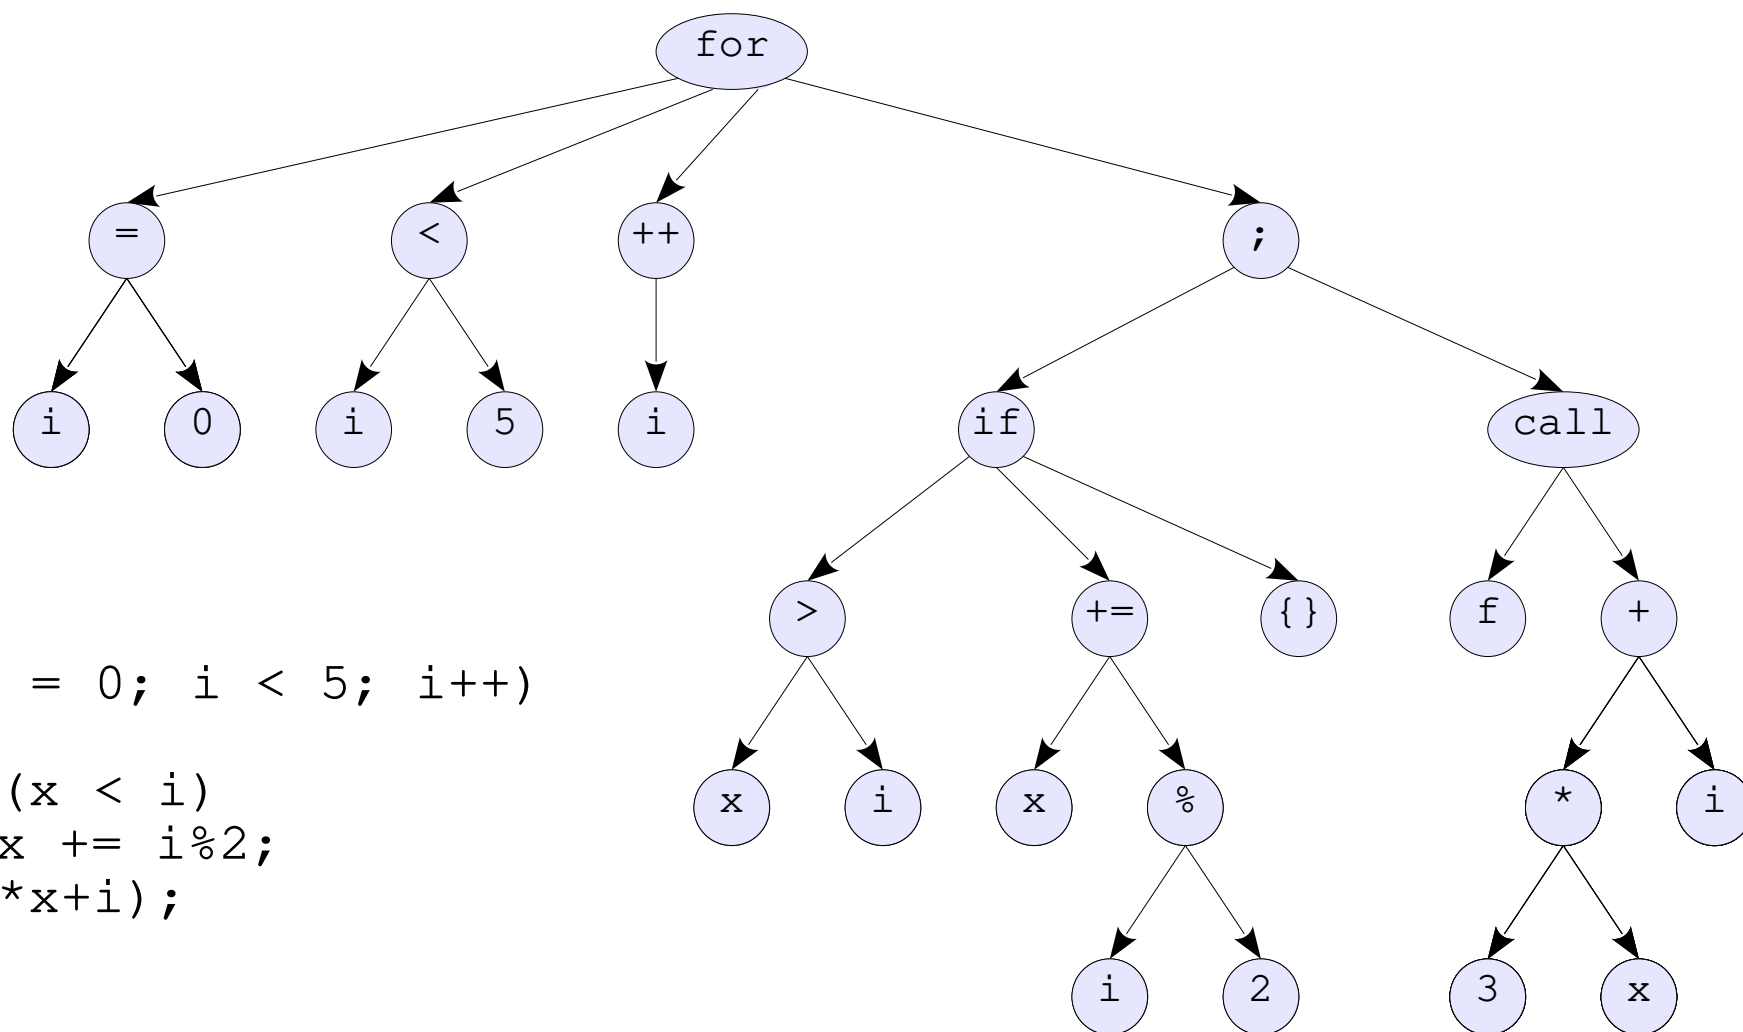 for
= < ++ ;
i 0 i 5 i if call
> += {} f +
= 0; i < 5; i++)
(x < i)
x i x % * i
x += i%2;
*x+i);
i 2 3 x